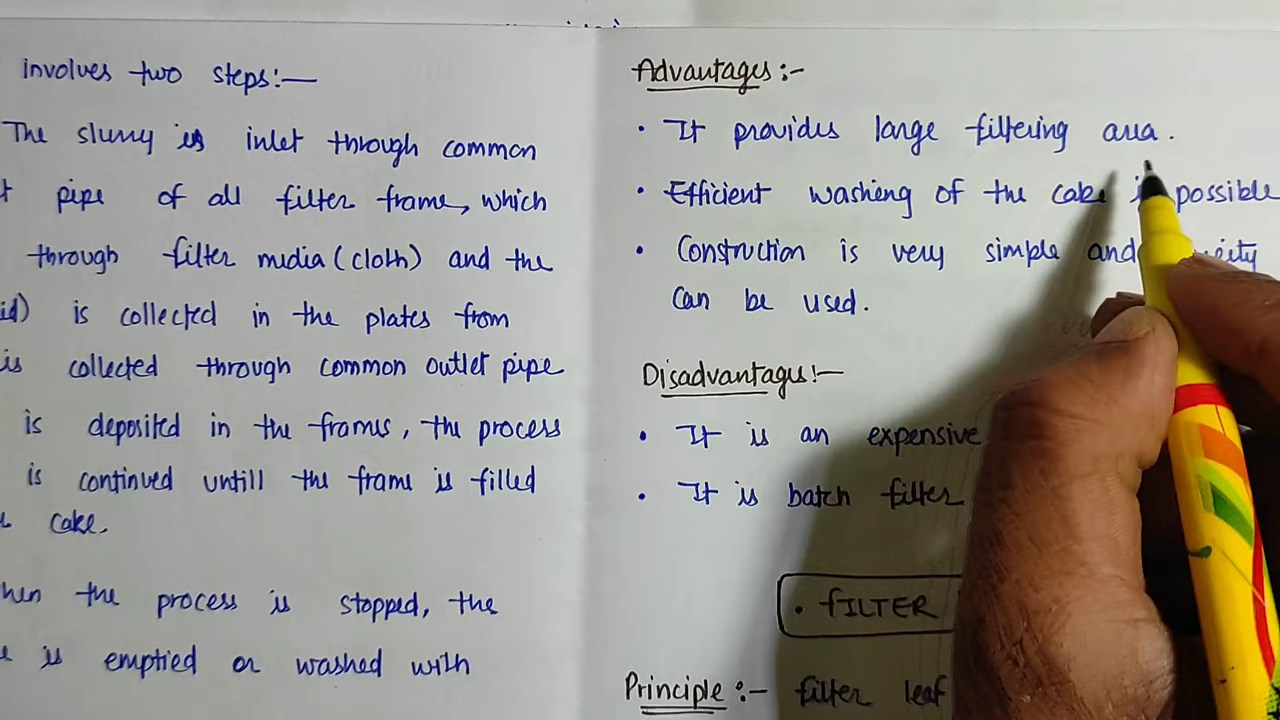 involves two steps:—
The slurry is inlet through common
pipe of all filter frame, which
through filter media (cloth) and the
is collected in the plates from
is collected through common outlet pipe
is deposited in the frames, the process
is continued untill the frame is filled
cake.
the process is stopped, the
is emptied or washed with
Advantages :-
• It provides large filtering area.
• Efficient washing of the cake is possible
• Construction is very simple and
can be used.
Disadvantages:—
• It is an expensive
• It is batch filter
• FILTER
Principle :- filter leaf